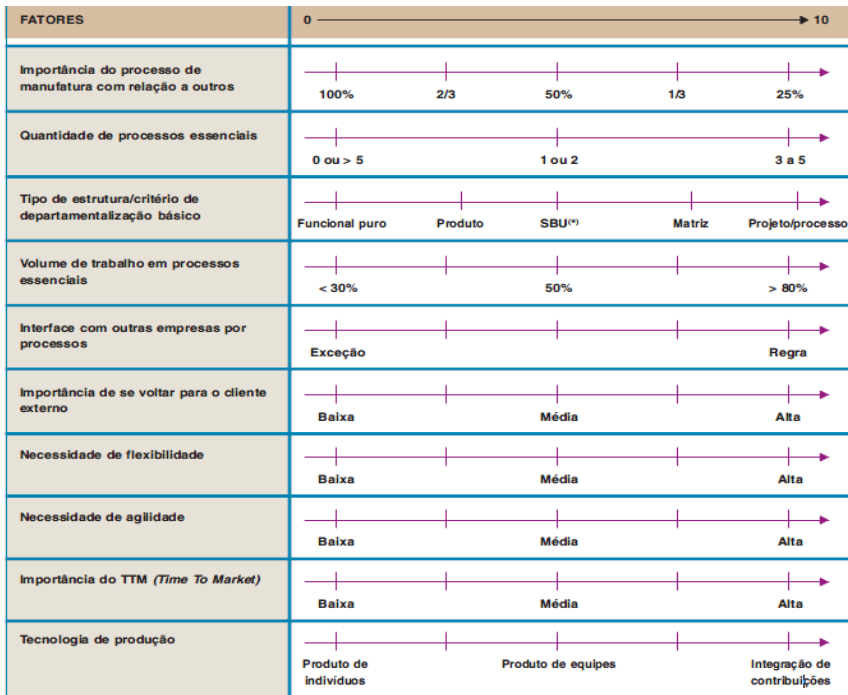 FATORES
0 10
Importância do processo de
manufatura com relação a outros
100% 2/3 50% 1/3 25%
Quantidade de processos essenciais
0 ou > 5 1 ou 2 3 a 5
Tipo de estrutura/critério de
departamentalização básico
Funcional puro Produto SBU(*) Matriz Projeto/processo
Volume de trabalho em processos
essenciais
< 30% 50% > 80%
Interface com outras empresas por
processos
Exceção Regra
Importância de se voltar para o cliente
externo
Baixa Média Alta
Necessidade de flexibilidade
Baixa Média Alta
Necessidade de agilidade
Baixa Média Alta
Importância do TTM (Time To Market)
Baixa Média Alta
Tecnologia de produção
Produto de Produto de equipes Integração de
indivíduos contribuições